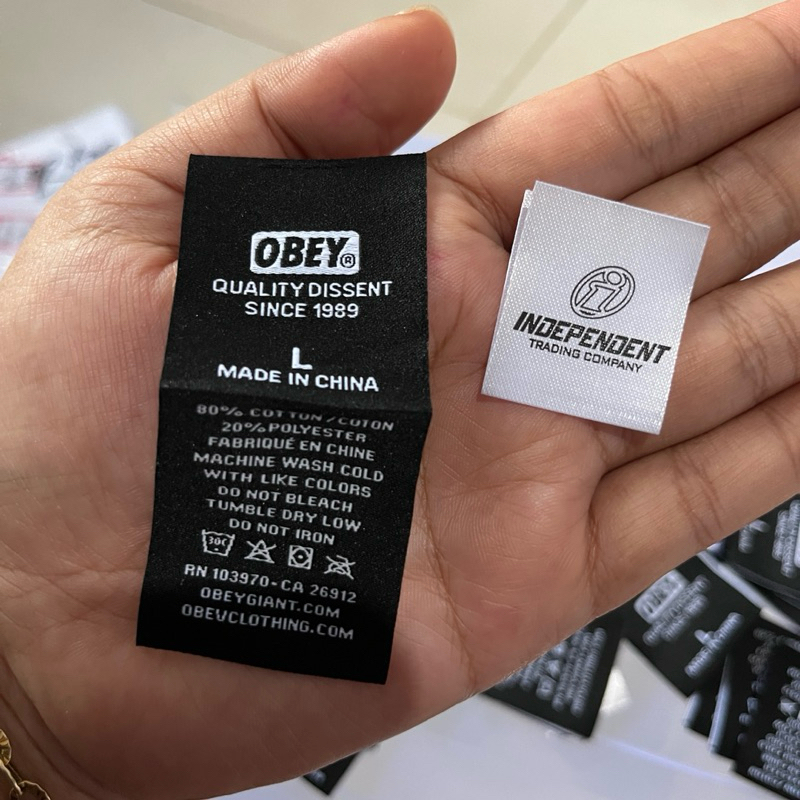 OBEY®
QUALITY DISSENT
SINCE 1989
L
MADE IN CHINA
80% COTTON/COTON
20% POLYESTER
FABRIQUÉ EN CHINE
MACHINE WASH COLD
WITH LIKE COLORS
DO NOT BLEACH
TUMBLE DRY LOW
DO NOT IRON
30C
RN 103970-CA 26912
OBEYGIANT.COM
OBEYCLOTHING.COM
INDEPENDENT
TRADING COMPANY